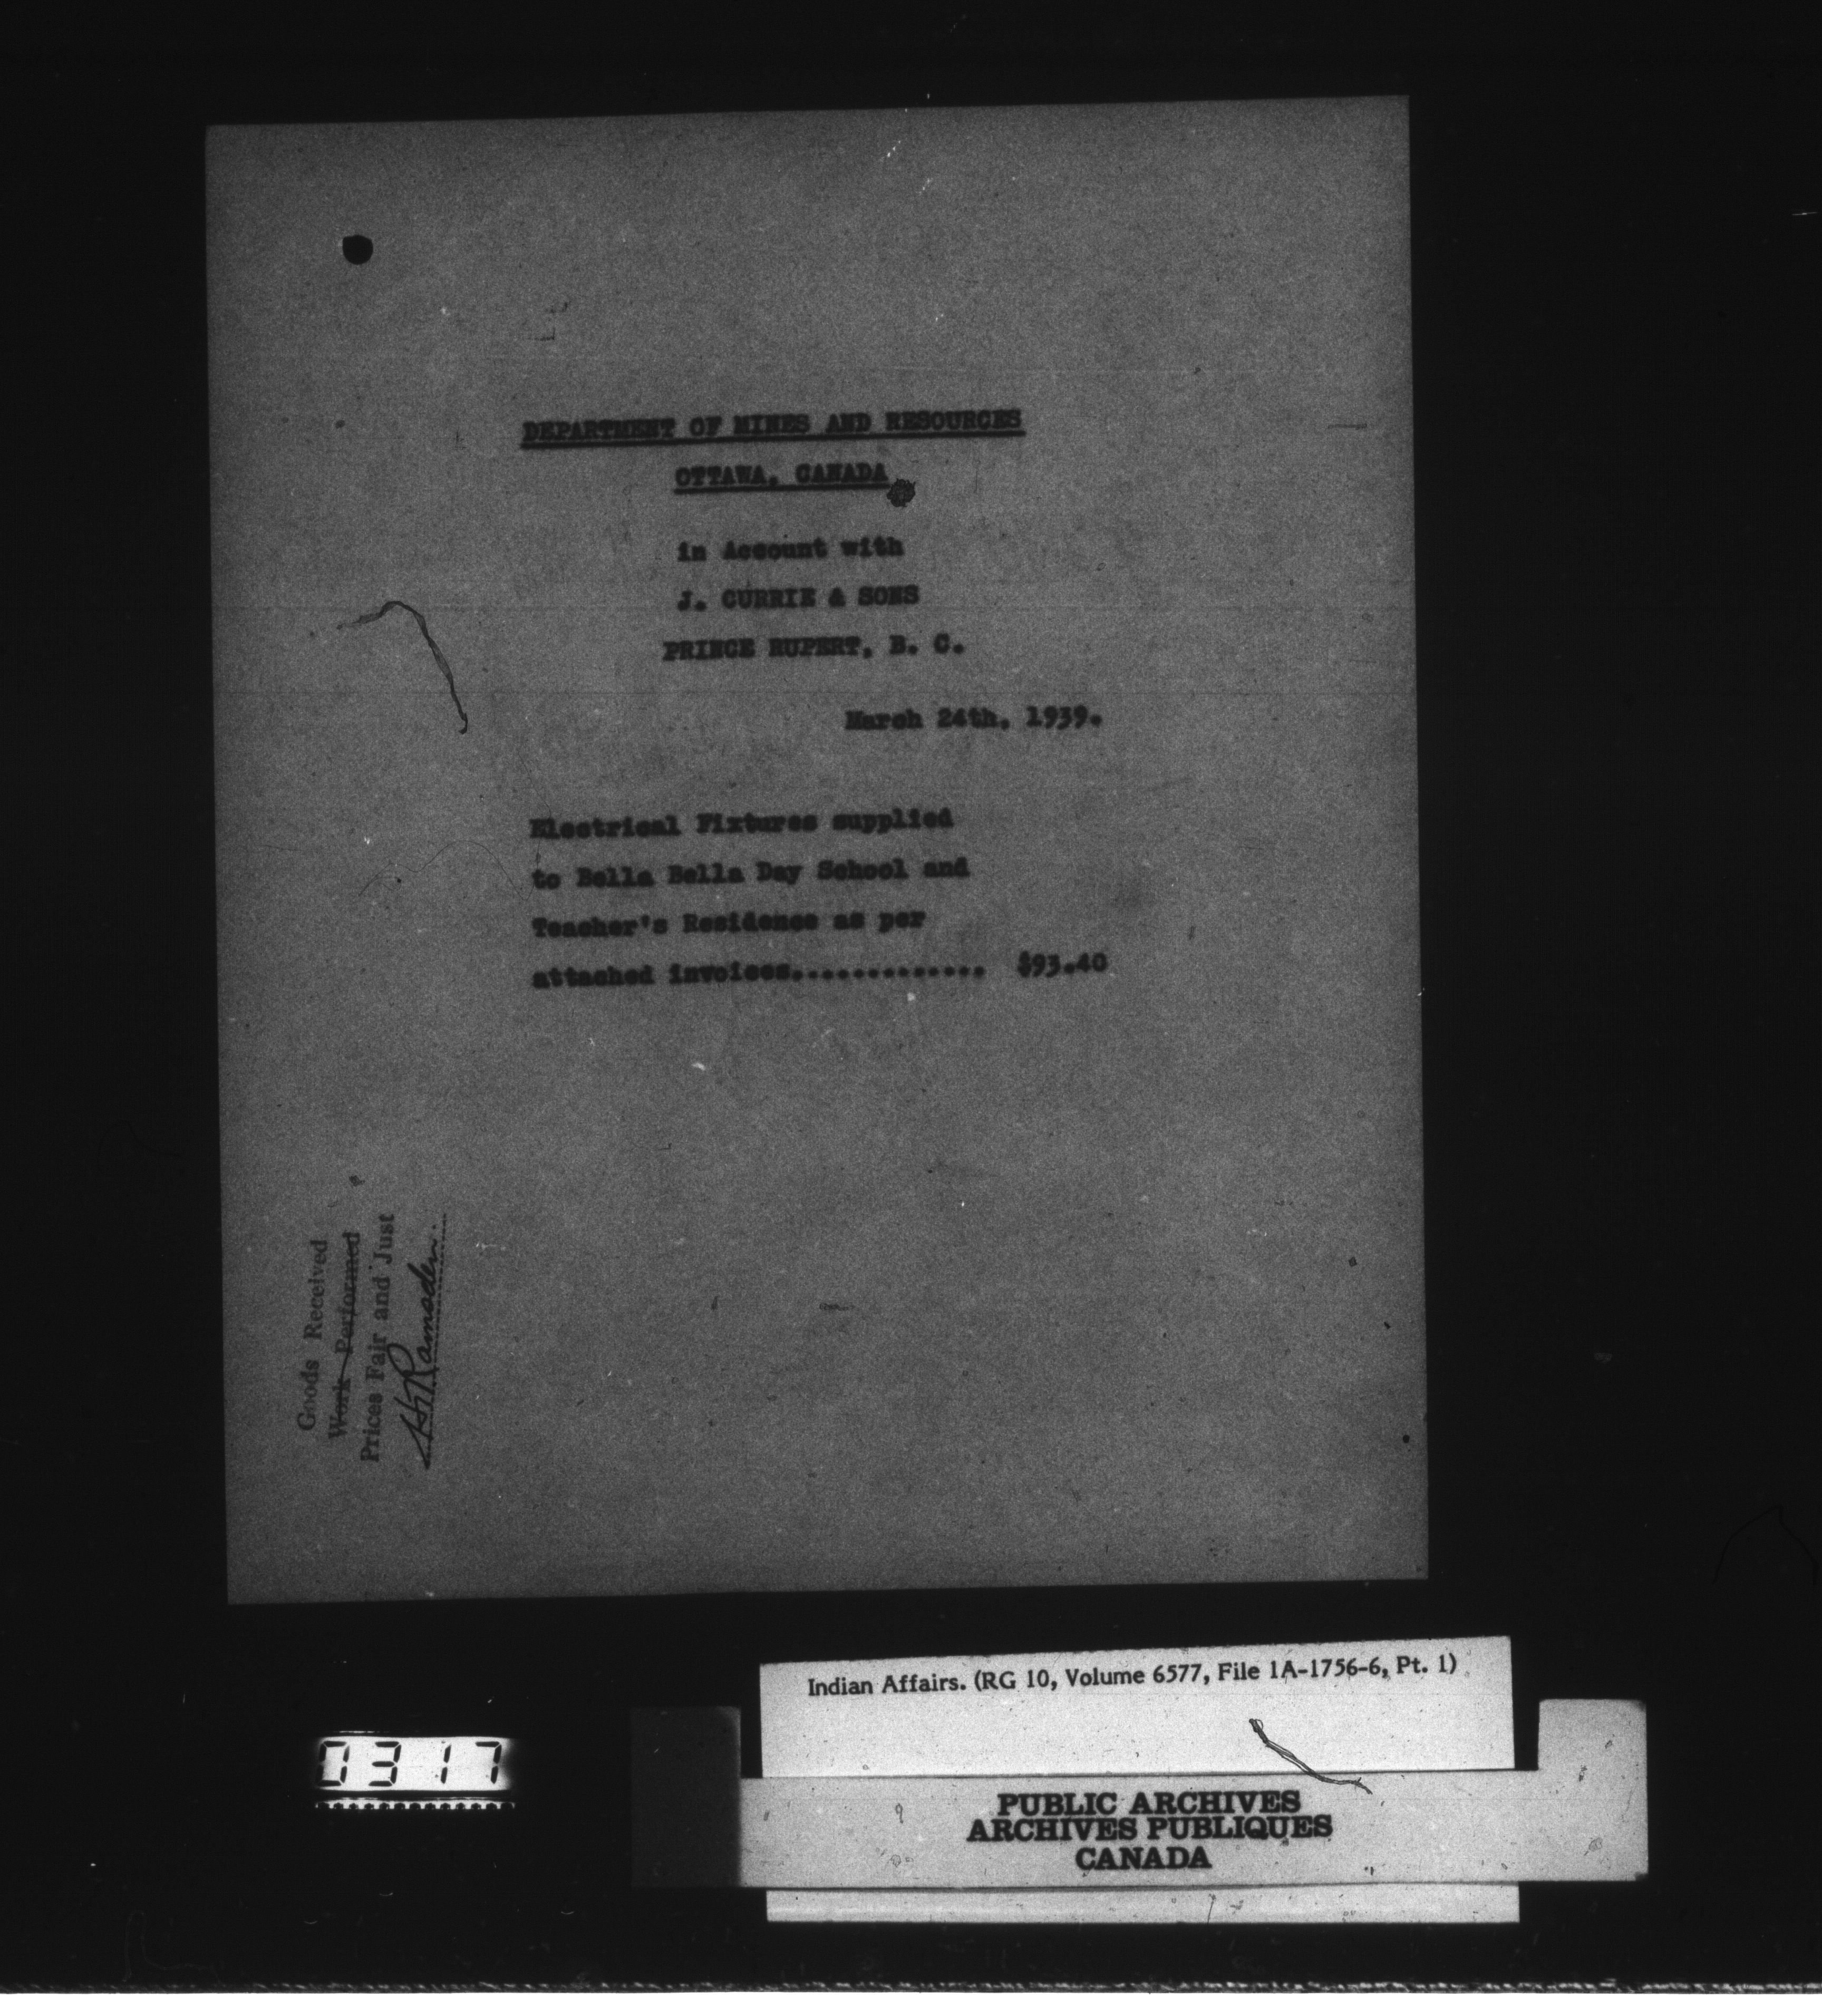 DEPARTMENT OF MINES AND RESOURCES
OTTAWA, CANADA
in Account with
J. CURRIE & SONS
PRINCE RUPERT, B. C.
March 24th, 1939.
Electrical Fixtures supplied
to Bella Bella Day School and
Teacher's Residence as per
attached invoices............. $93.40
Goods Received
Work Performed
Prices Fair and Just
Ramsden.
Indian Affairs. (RG 10, Volume 6577, File 1A-1756-6, Pt. 1)
0317
PUBLIC ARCHIVES
ARCHIVES PUBLIQUES
CANADA